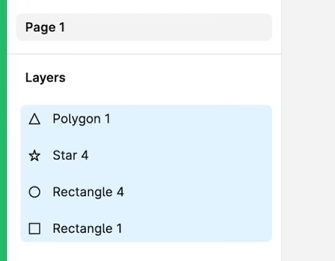 Page 1
Layers
Polygon 1
Star 4
Rectangle 4
Rectangle 1